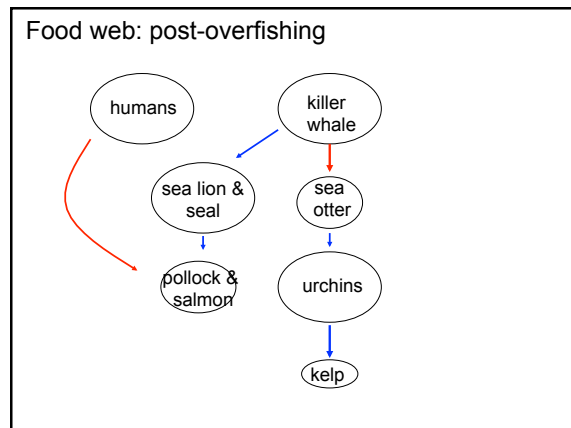 Food web: post-overfishing
humans
killer
whale
sea lion &
seal
sea
otter
pollock &
salmon
urchins
kelp